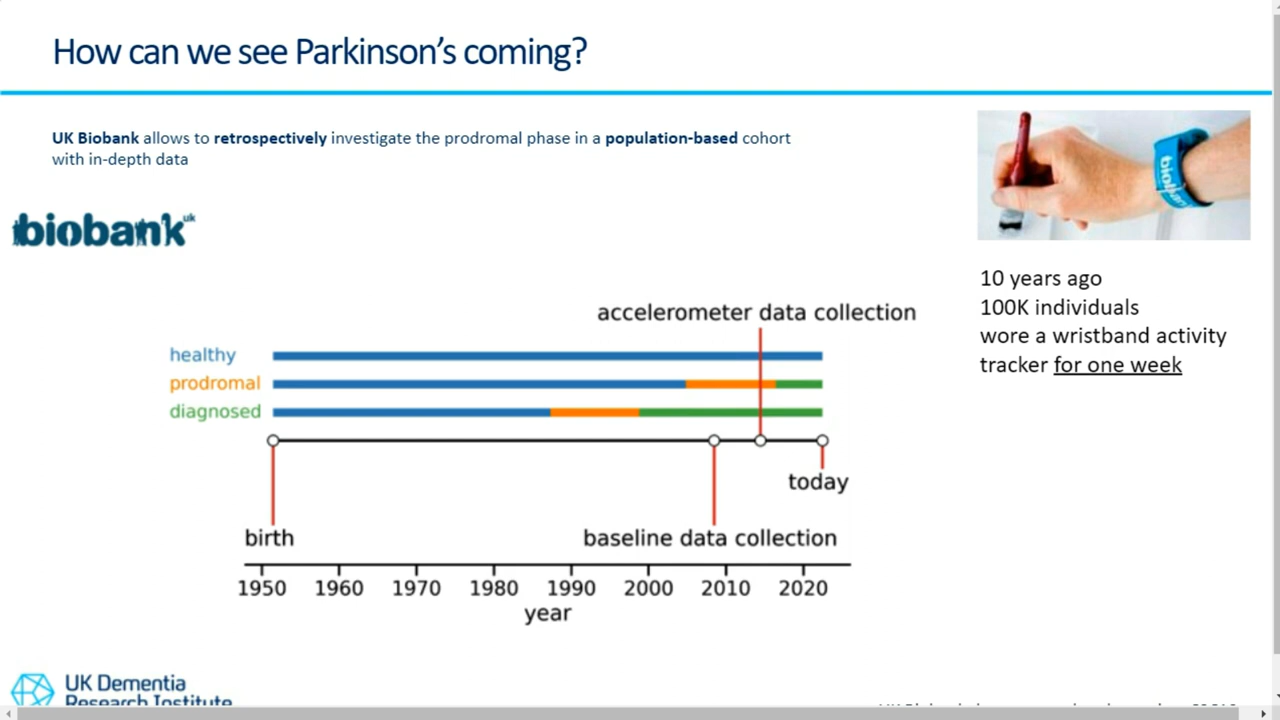 How can we see Parkinson's coming?
UK Biobank allows to retrospectively investigate the prodromal phase in a population-based cohort
with in-depth data
biobank uk
10 years ago
100K individuals
wore a wristband activity
tracker for one week
accelerometer data collection
healthy
prodromal
diagnosed
today
birth
baseline data collection
1950 1960 1970 1980 1990 2000 2010 2020
year
UK Dementia
Research Institute